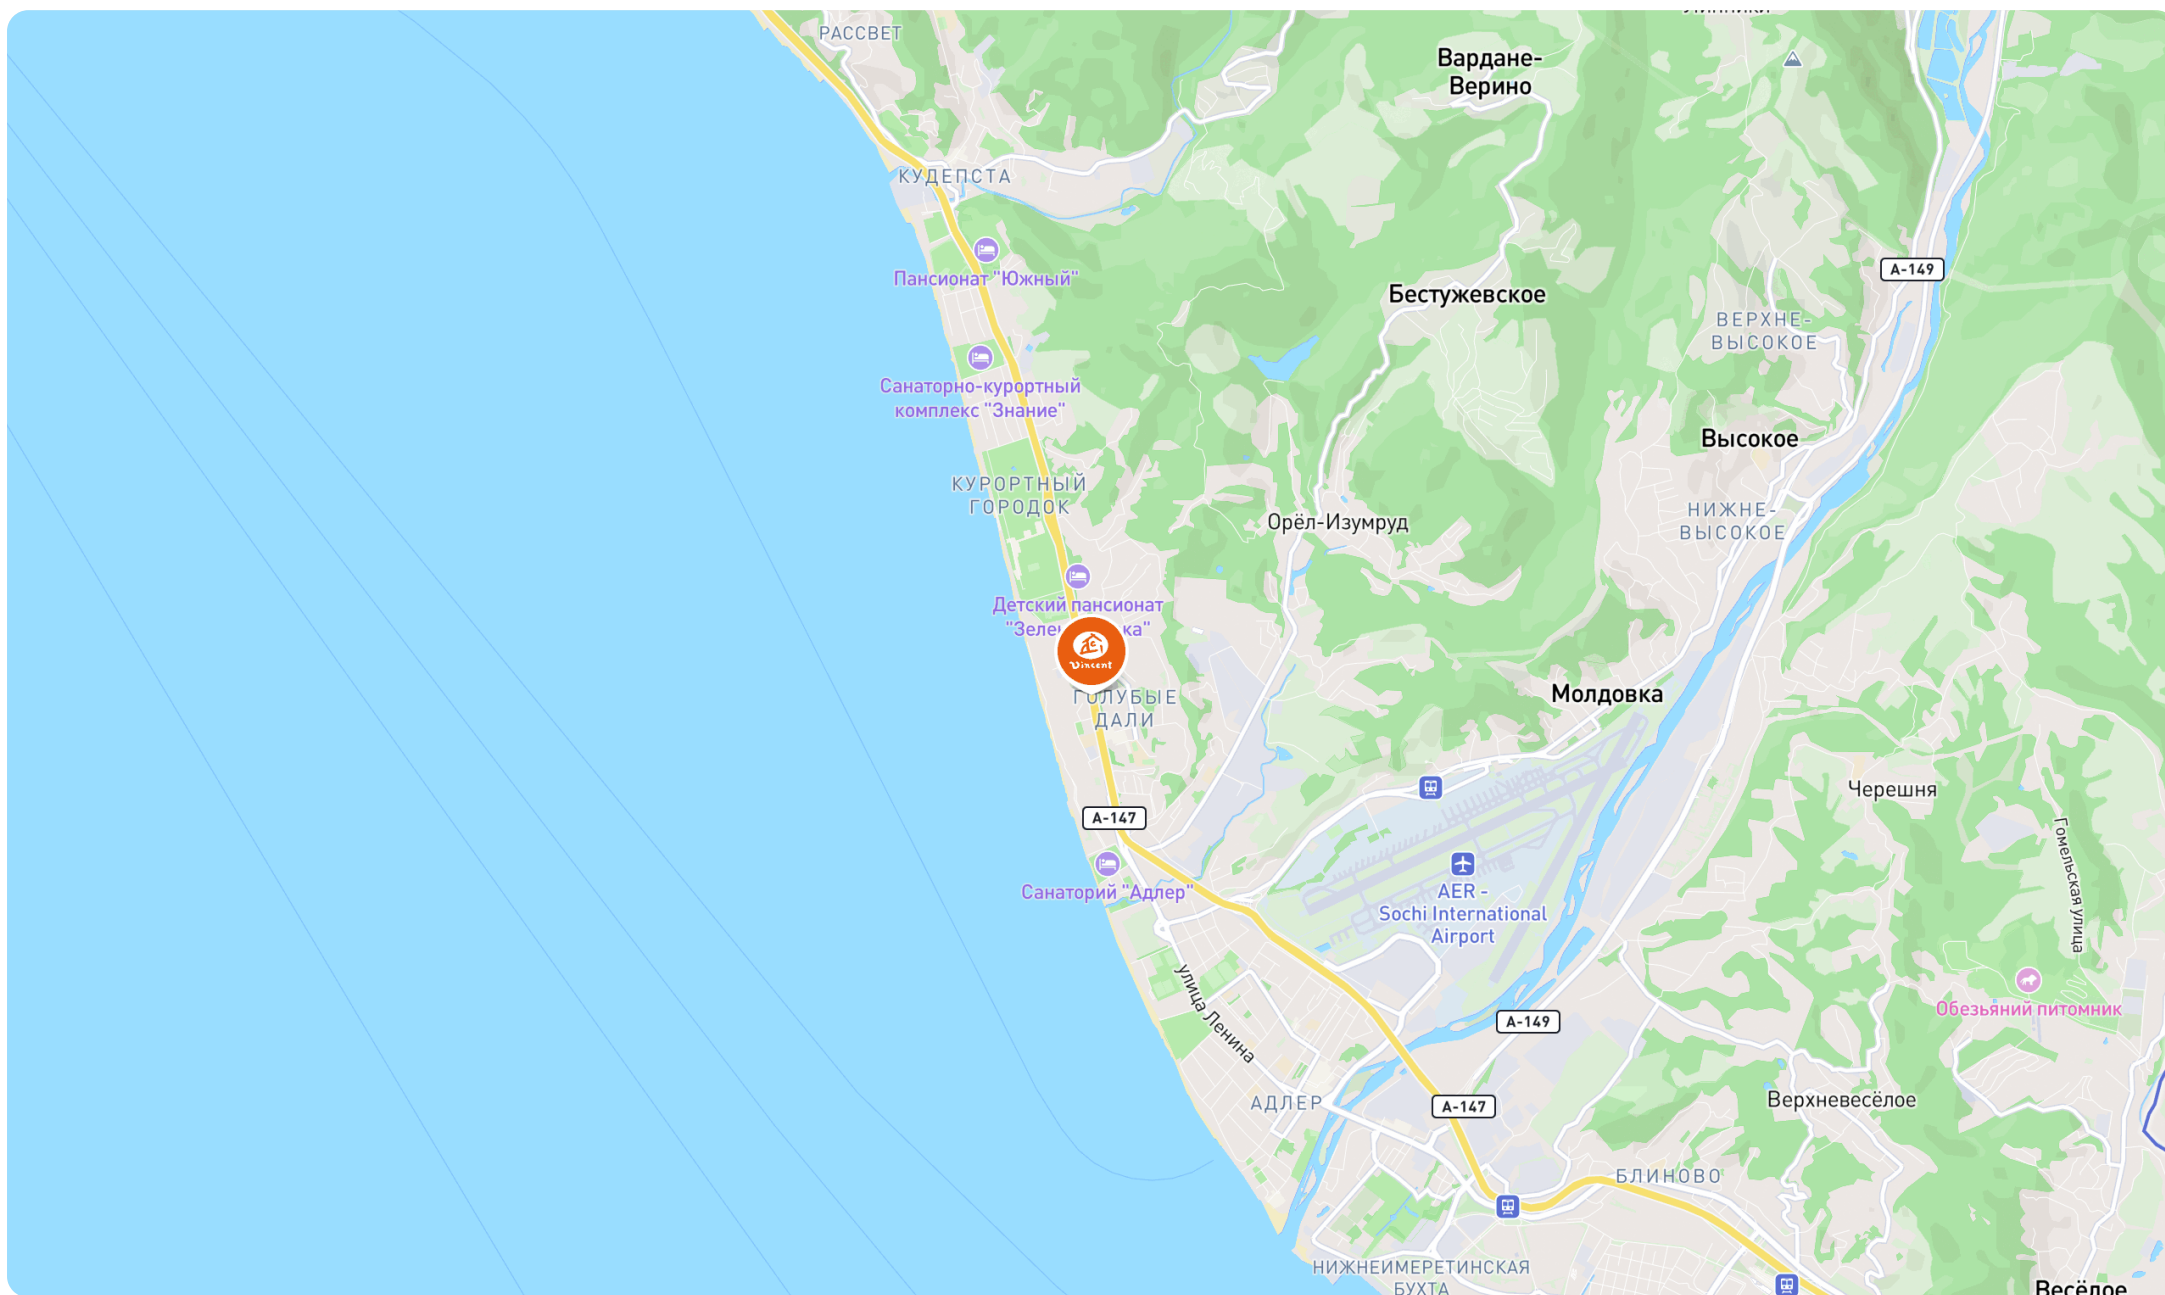 РАССВЕТ
Вардане-
Верино
КУДЕПСТА
Пансионат "Южный"
А-149
Бестужевское
ВЕРХНЕ-
ВЫСОКОЕ
Санаторно-курортный
комплекс "Знание"
Высокое
КУРОРТНЫЙ
ГОРОДОК
НИЖНЕ-
ВЫСОКОЕ
Орёл-Изумруд
Детский пансионат
"Зелен
ка"
Vincent
ГОЛУБЫЕ
ДАЛИ
Молдовка
Черешня
А-147
Гомельская улица
Санаторий "Адлер"
AER -
Sochi International
Airport
улица Ленина
Обезьяний питомник
А-149
АДЛЕР
А-147
Верхневесёлое
БЛИНОВО
НИЖНЕИМЕРЕТИНСКАЯ
БУХТА
Весёлое